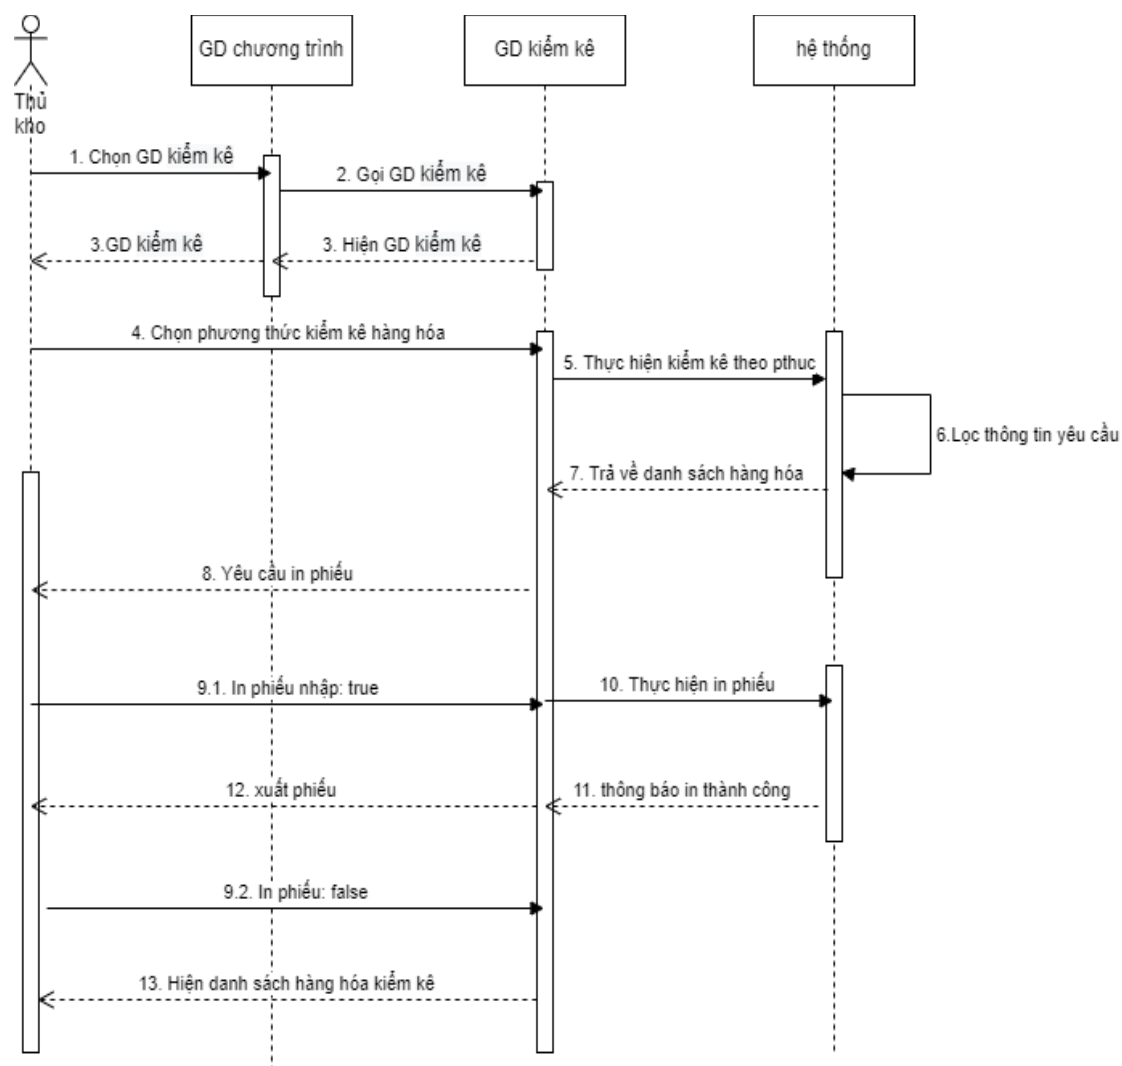 GD chương trình
GD kiểm kê
hệ thống
Thủ
kho
1. Chọn GD kiểm kê
2. Gọi GD kiểm kê
3.GD kiểm kê
3. Hiện GD kiểm kê
4. Chọn phương thức kiểm kê hàng hóa
5. Thực hiện kiểm kê theo pthuc
6.Lọc thông tin yêu cầu
7. Trả về danh sách hàng hóa
8. Yêu cầu in phiếu
9.1. In phiếu nhập: true
10. Thực hiện in phiếu
12. xuất phiếu
11. thông báo in thành công
9.2. In phiếu: false
13. Hiện danh sách hàng hóa kiểm kê